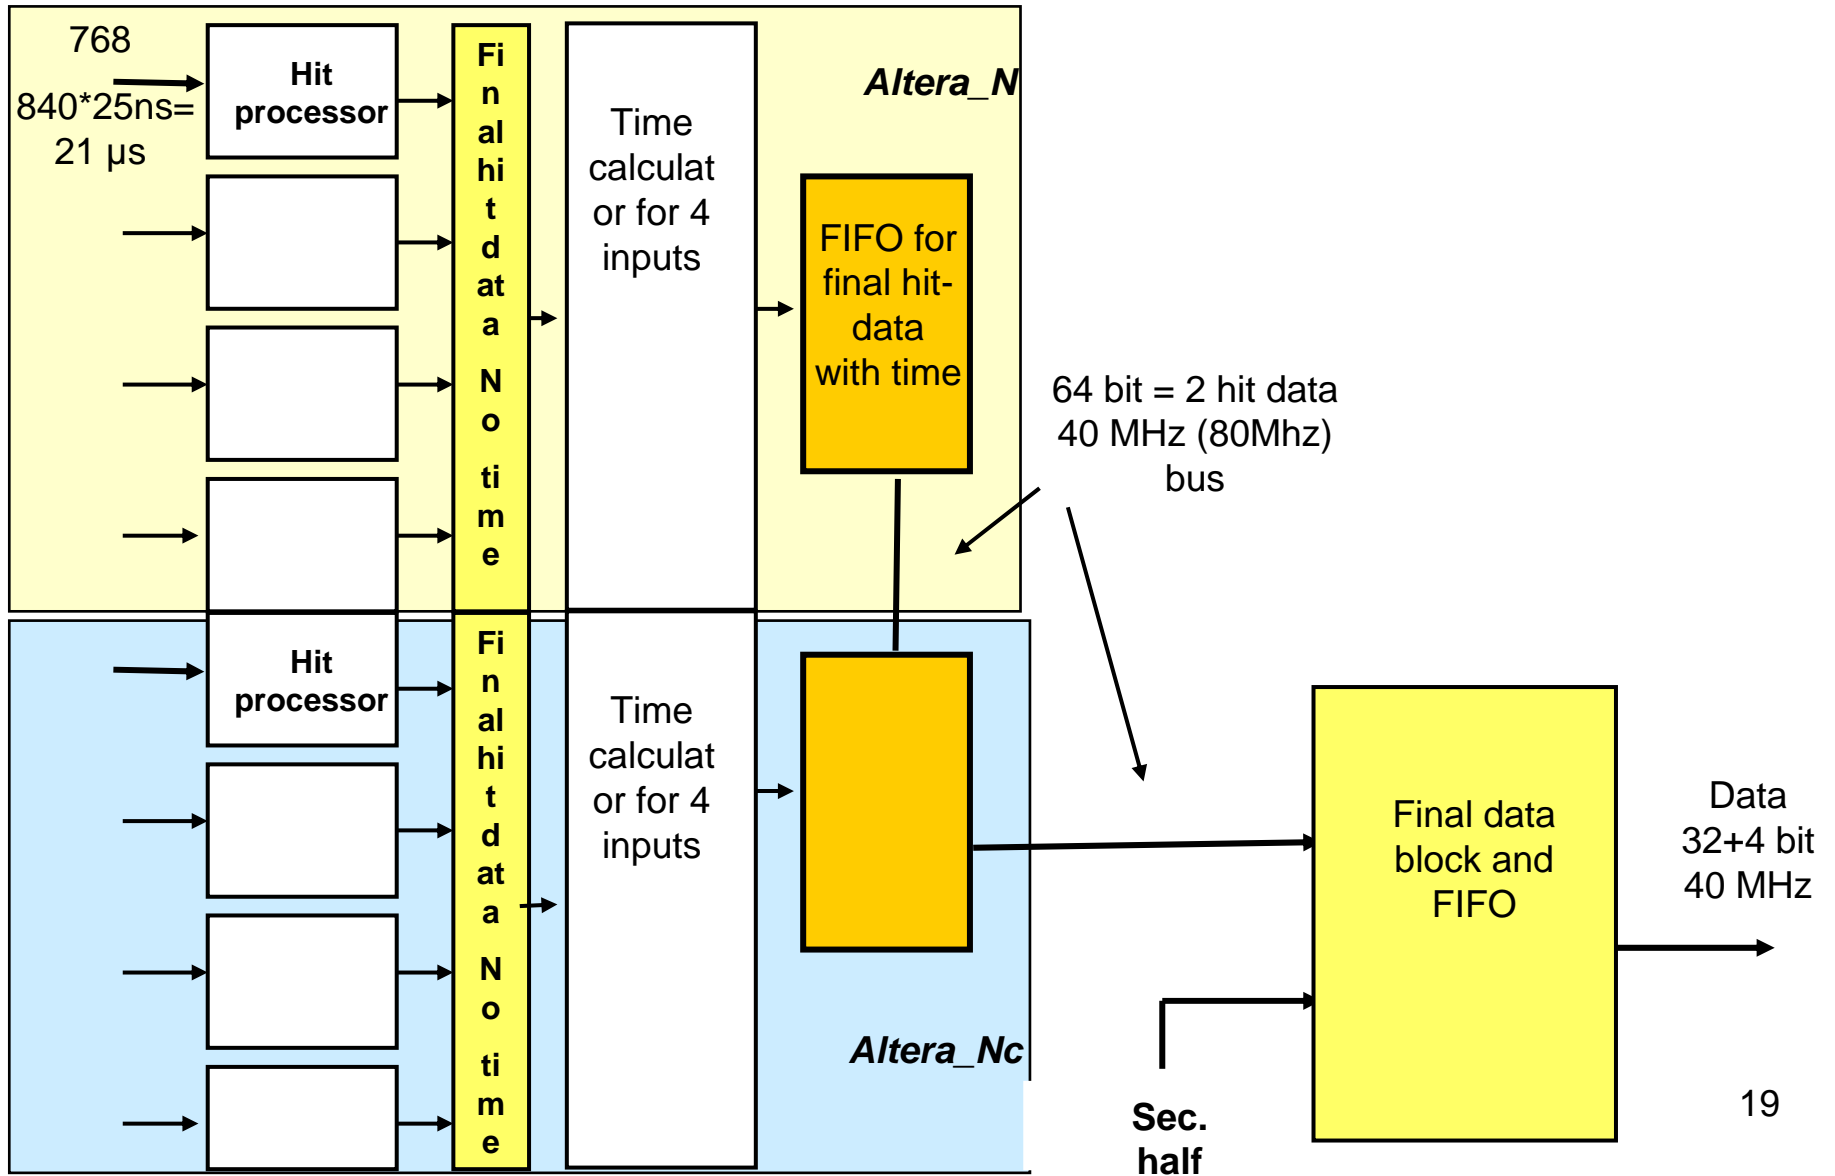 768
840*25ns=
21 µs
Hit
processor
Fi
n
al
hi
t
d
at
a
N
o
ti
m
e
Time
calculat
or for 4
inputs
Altera_N
FIFO for
final hit-
data
with time
64 bit = 2 hit data
40 MHz (80Mhz)
bus
Hit
processor
Fi
n
al
hi
t
d
at
a
N
o
ti
m
e
Time
calculat
or for 4
inputs
Altera_Nc
Final data
block and
FIFO
Data
32+4 bit
40 MHz
Sec.
half
19